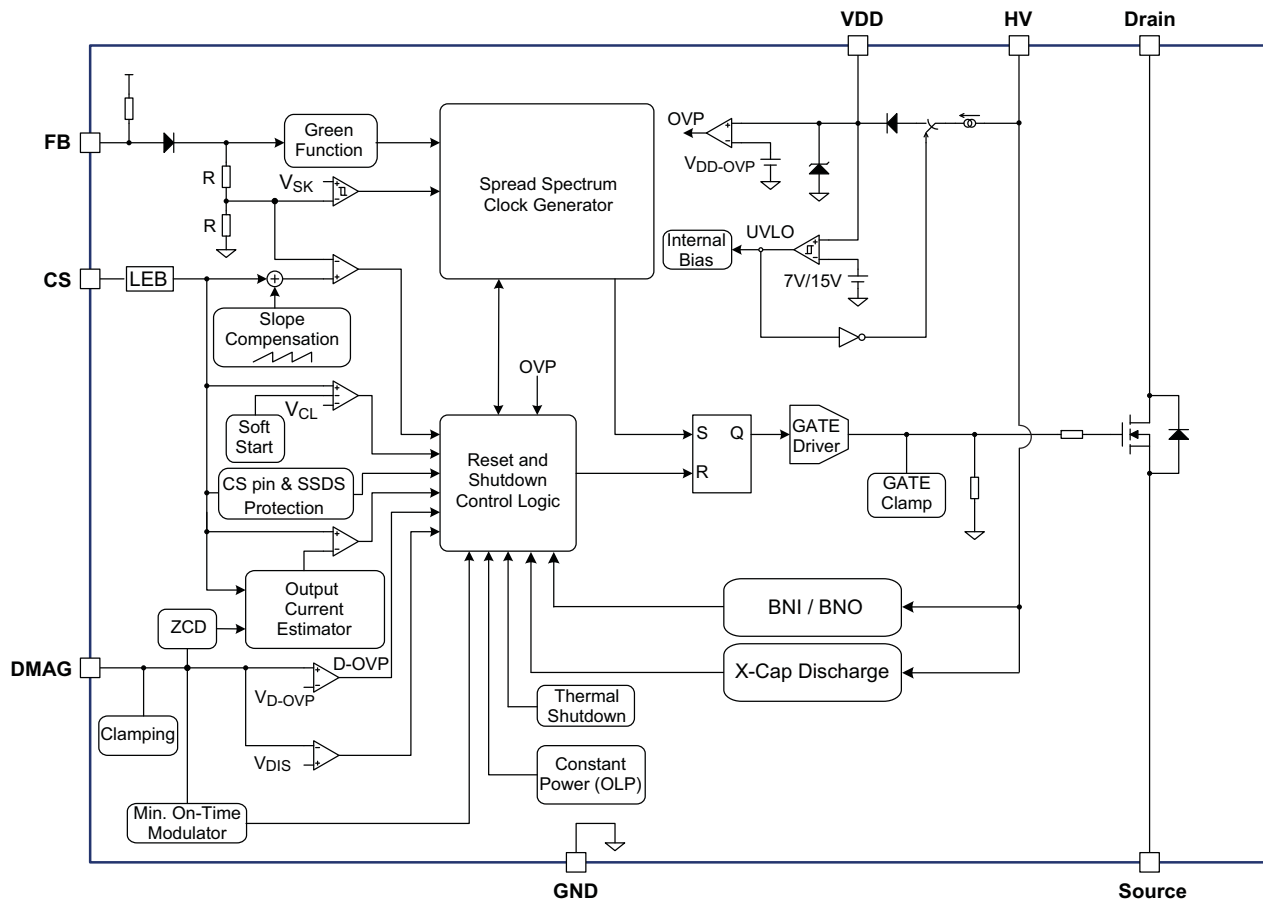 VDD
HV
Drain
FB
Green
Function
OVP
VDD-OVP
R
VSK
Spread Spectrum
Clock Generator
R
UVLO
Internal
Bias
7V/15V
CS
LEB
Slope
Compensation
OVP
VCL
Soft
Start
Reset and
Shutdown
Control Logic
S
Q
R
GATE
Driver
GATE
Clamp
CS pin & SSDS
Protection
Output
Current
Estimator
ZCD
BNI / BNO
X-Cap Discharge
DMAG
D-OVP
VD-OVP
Clamping
VDIS
Thermal
Shutdown
Constant
Power (OLP)
Min. On-Time
Modulator
GND
Source